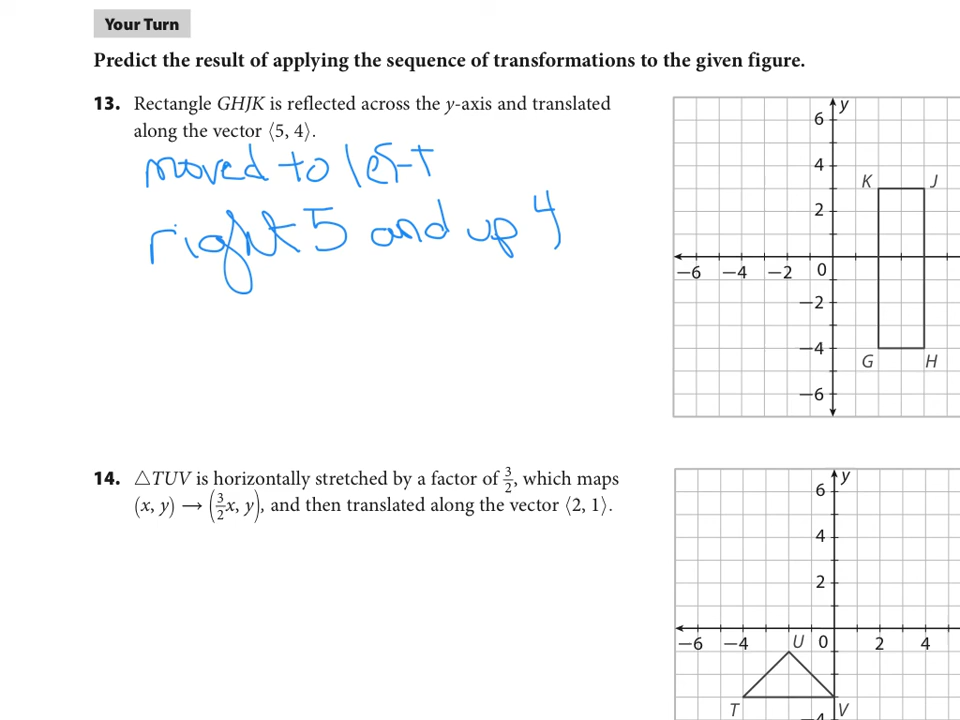 Your Turn
Predict the result of applying the sequence of transformations to the given figure.
13. Rectangle GHJK is reflected across the y-axis and translated
along the vector ⟨5, 4⟩.
moved to left
right 5 and up 4
y
6
4
K J
2
−6 −4 −2 0
−2
−4
G H
−6
14. △TUV is horizontally stretched by a factor of 3/2, which maps
(x, y) → (3/2x, y), and then translated along the vector ⟨2, 1⟩.
y
6
4
2
−6 −4 U 0 2 4
T −4 V